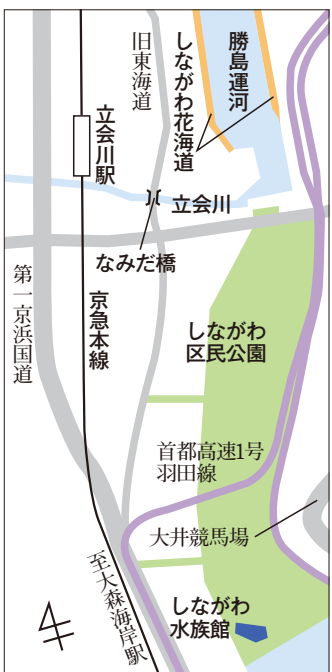 勝島運河
しながわ花海道
旧東海道
立会川駅
立会川
なみだ橋
第一京浜国道
京急本線
しながわ
区民公園
首都高速1号
羽田線
大井競馬場
至大森海岸駅
しながわ
水族館